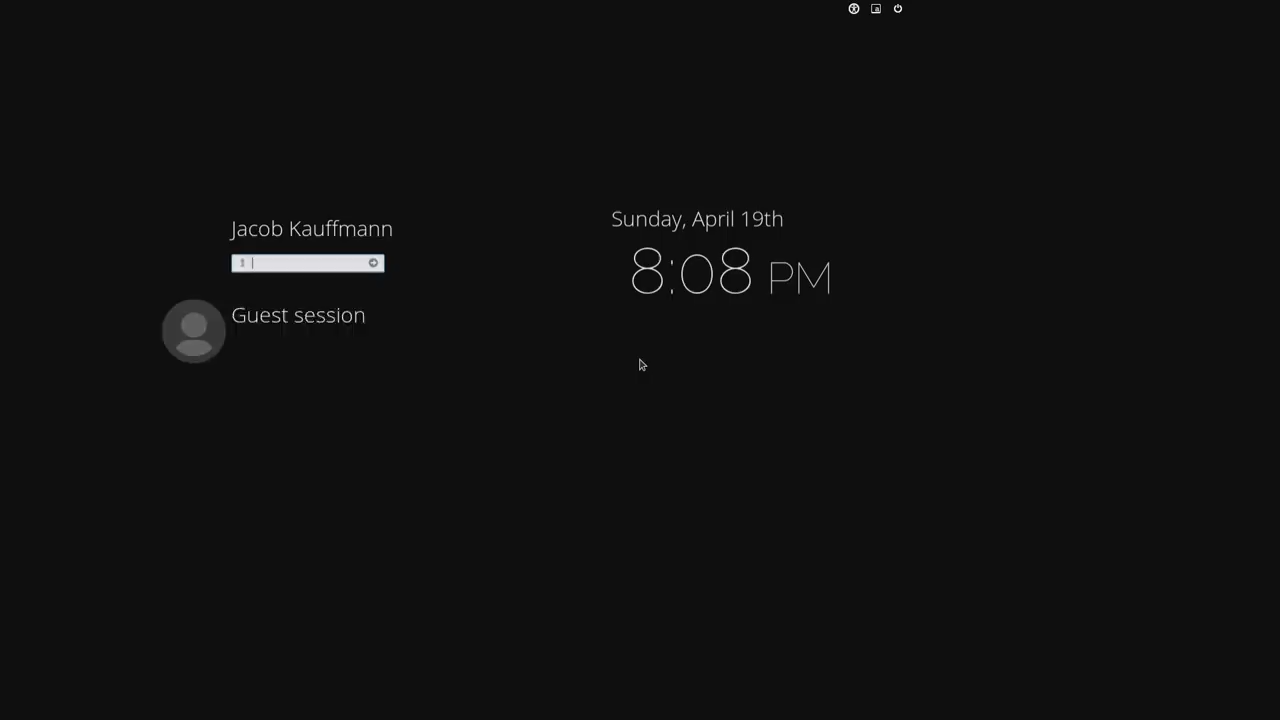 Jacob Kauffmann
Guest session
Sunday, April 19th
8:08 PM